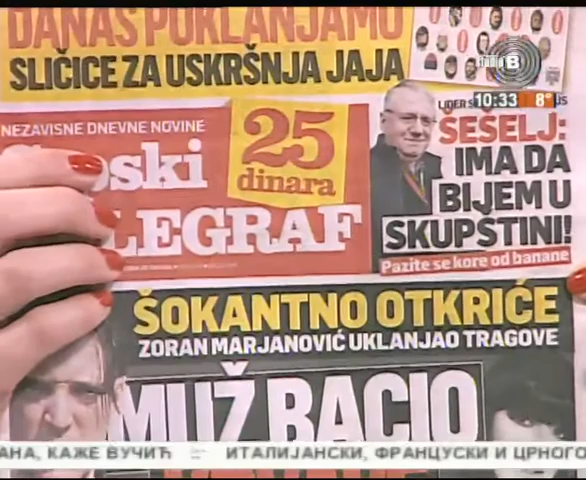 DANAS POKLANJAMO
SLIČICE ZA USKRŠNJA JAJA
studio B
10:33 8°
NEZAVISNE DNEVNE NOVINE
25
dinara
LIDER
ŠEŠELJ:
IMA DA
BIJEM U
SKUPŠTINI!
Pazite se kore od banane
ŠOKANTNO OTKRIĆE
ZORAN MARJANOVIĆ UKLANJAO TRAGOVE
MUŽ BACIO
КАЖЕ ВУЧИЋ
ИТАЛИЈАНСКИ, ФРАНЦУСКИ И ЦРНОГО